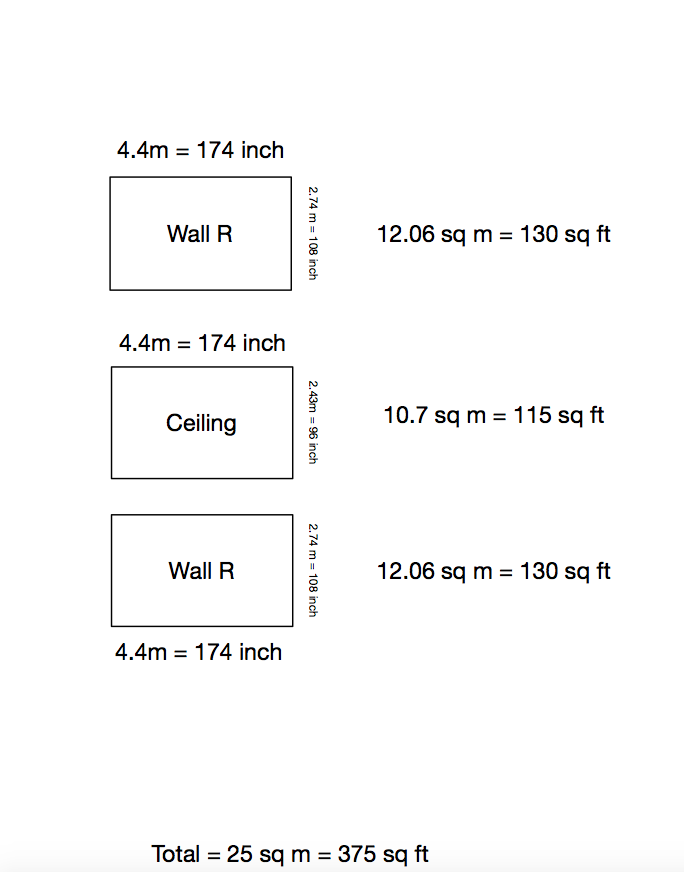 4.4m = 174 inch
Wall R
2.74 m = 108 inch
12.06 sq m = 130 sq ft
4.4m = 174 inch
Ceiling
2.43m = 96 inch
10.7 sq m = 115 sq ft
Wall R
2.74 m = 108 inch
12.06 sq m = 130 sq ft
4.4m = 174 inch
Total = 25 sq m = 375 sq ft